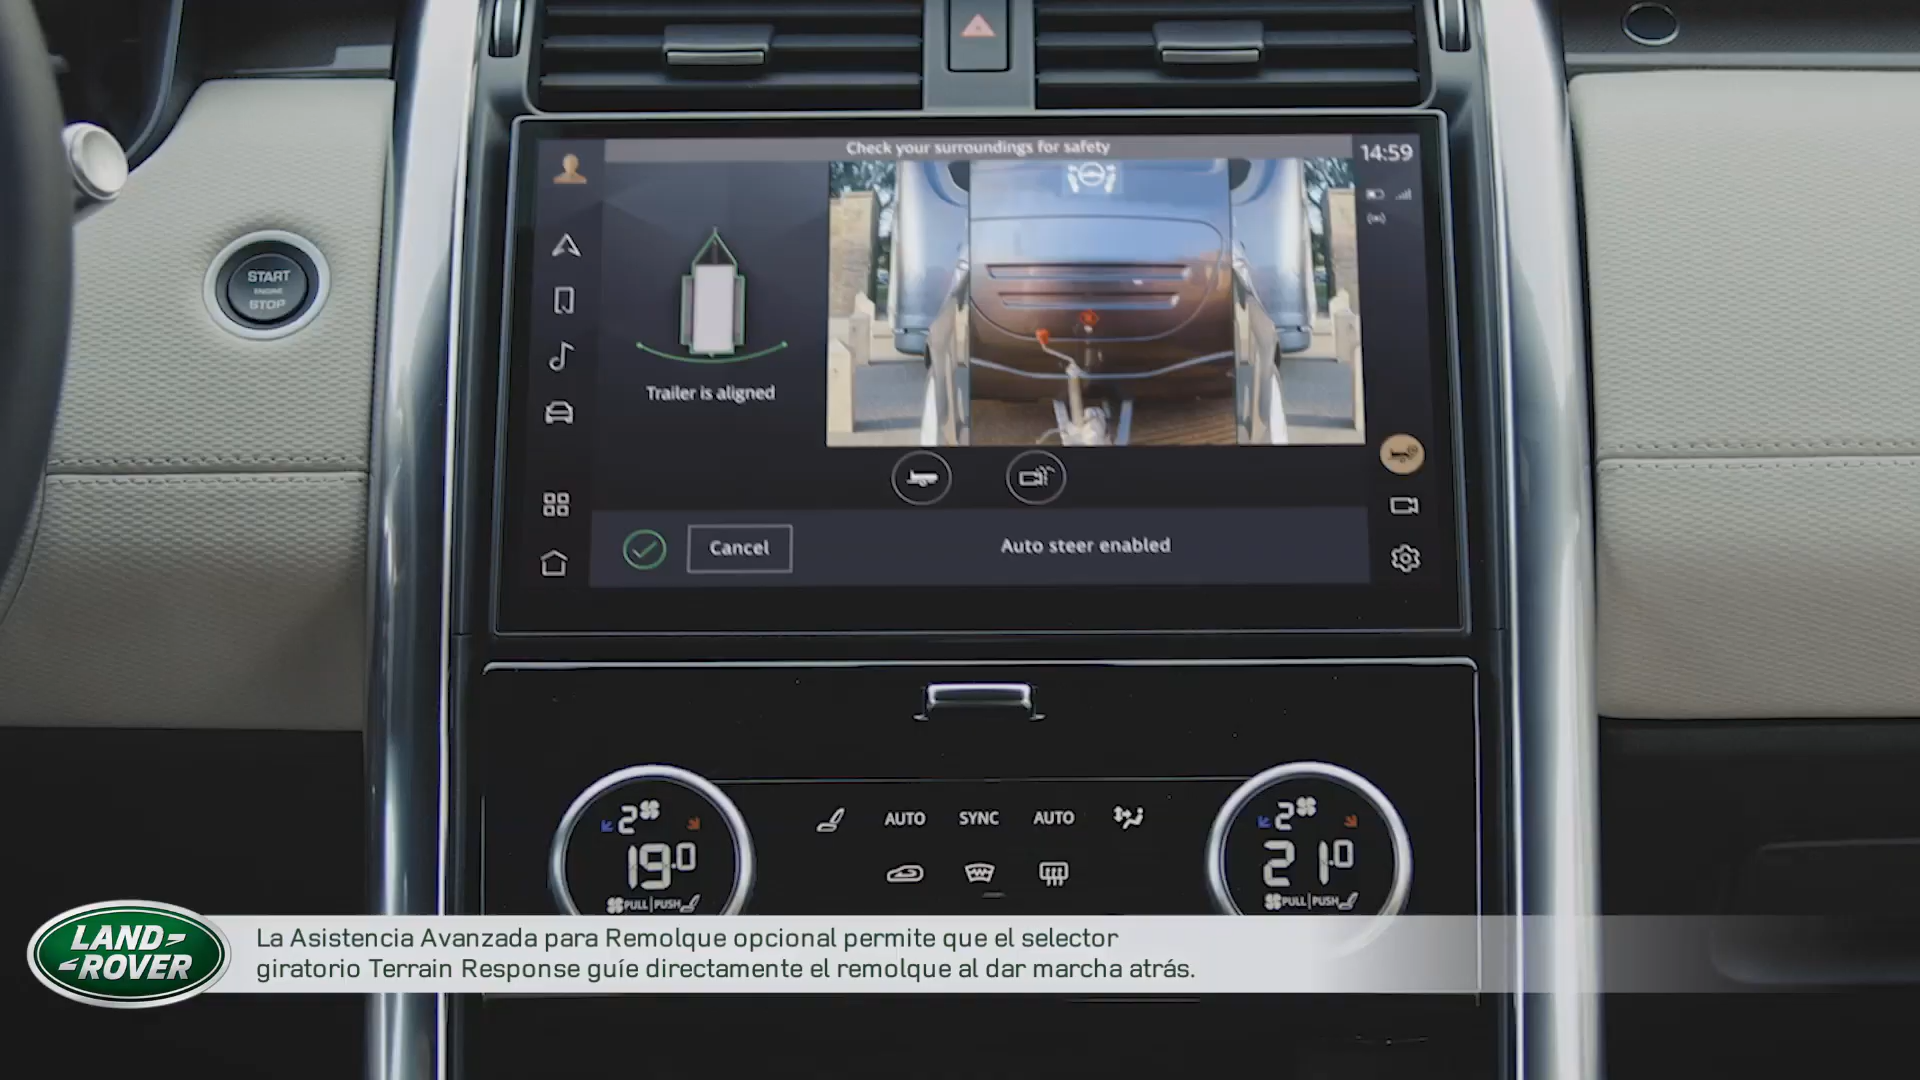 Check your surroundings for safety
14:59
START
ENGINE
STOP
Trailer is aligned
Cancel
Auto steer enabled
2
19.0
PULL|PUSH
AUTO
SYNC
AUTO
2
21.0
PULL|PUSH
LAND-
-ROVER
La Asistencia Avanzada para Remolque opcional permite que el selector
giratorio Terrain Response guíe directamente el remolque al dar marcha atrás.